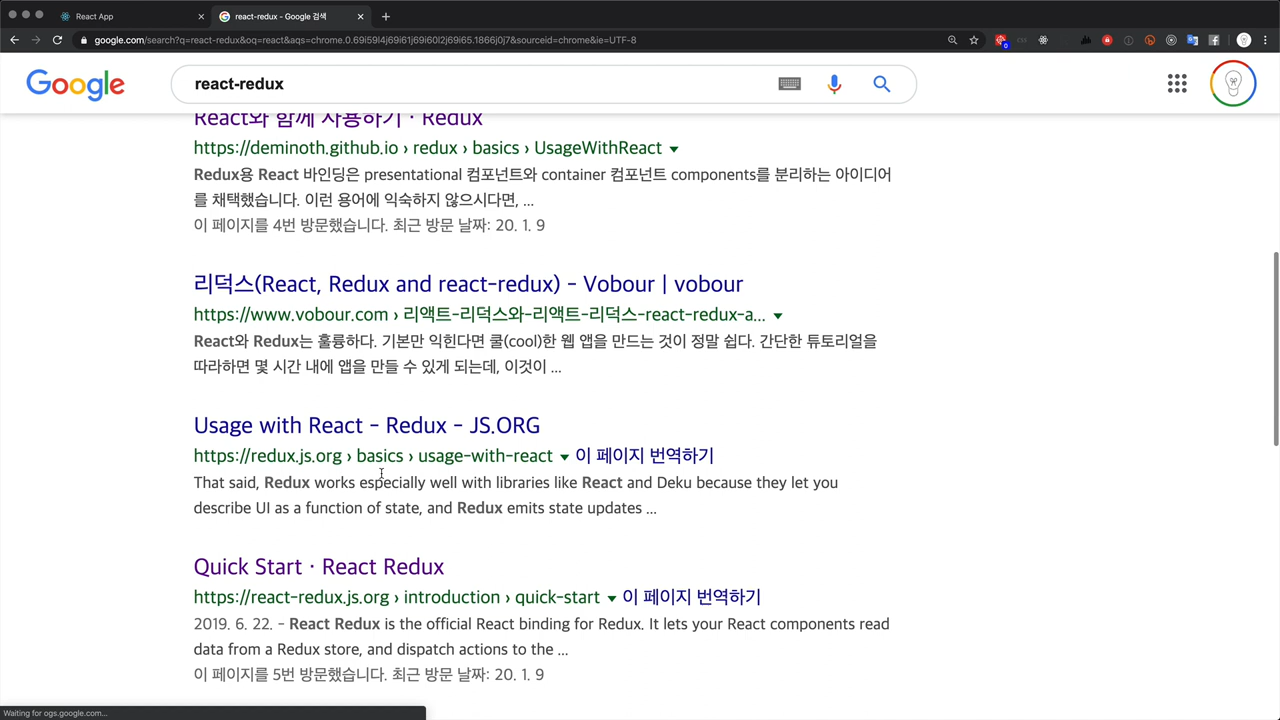 React App
react-redux - Google 검색
google.com/search?q=react-redux&oq=react&aqs=chrome.0.69i59l4j69i61j69i60l2j69i65.1866j0j7&sourceid=chrome&ie=UTF-8
Google
react-redux
React와 함께 사용하기 · Redux
https://deminoth.github.io › redux › basics › UsageWithReact
Redux용 React 바인딩은 presentational 컴포넌트와 container 컴포넌트 components를 분리하는 아이디어
를 채택했습니다. 이런 용어에 익숙하지 않으시다면, ...
이 페이지를 4번 방문했습니다. 최근 방문 날짜: 20. 1. 9
리덕스(React, Redux and react-redux) - Vobour | vobour
https://www.vobour.com › 리액트-리덕스와-리액트-리덕스-react-redux-a...
React와 Redux는 훌륭하다. 기본만 익힌다면 쿨(cool)한 웹 앱을 만드는 것이 정말 쉽다. 간단한 튜토리얼을
따라하면 몇 시간 내에 앱을 만들 수 있게 되는데, 이것이 ...
Usage with React - Redux - JS.ORG
https://redux.js.org › basics › usage-with-react 이 페이지 번역하기
That said, Redux works especially well with libraries like React and Deku because they let you
describe UI as a function of state, and Redux emits state updates ...
Quick Start · React Redux
https://react-redux.js.org › introduction › quick-start 이 페이지 번역하기
2019. 6. 22. - React Redux is the official React binding for Redux. It lets your React components read
data from a Redux store, and dispatch actions to the ...
이 페이지를 5번 방문했습니다. 최근 방문 날짜: 20. 1. 9
Waiting for ogs.google.com...